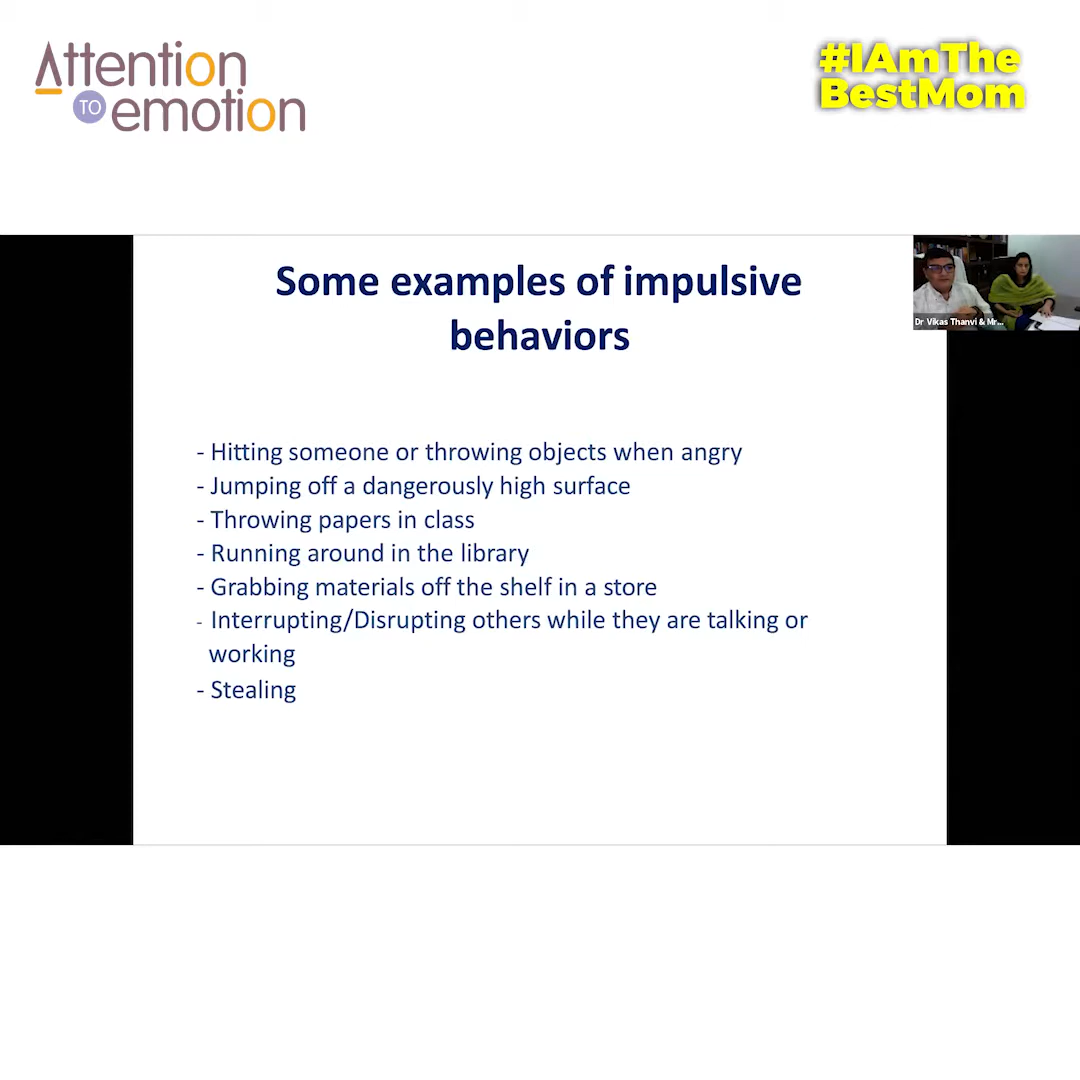 Attention
TO emotion
#IAmThe
BestMom
Some examples of impulsive
behaviors
Dr Vikas Thanvi & Mr...
- Hitting someone or throwing objects when angry
- Jumping off a dangerously high surface
- Throwing papers in class
- Running around in the library
- Grabbing materials off the shelf in a store
- Interrupting/Disrupting others while they are talking or
working
- Stealing